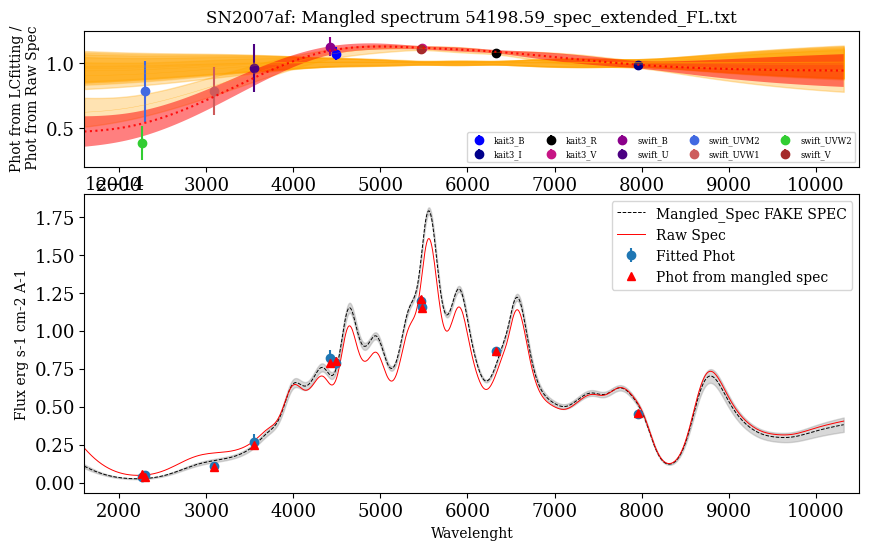 SN2007af: Mangled spectrum 54198.59_spec_extended_FL.txt
Phot from LCfitting /
Phot from Raw Spec
1.0
0.5
kait3_B kait3_R swift_B swift_UVM2 swift_UVW2
kait3_I kait3_V swift_U swift_UVW1 swift_V
2000 3000 4000 5000 6000 7000 8000 9000 10000
1e−14
Flux erg s-1 cm-2 A-1
1.75
1.50
1.25
1.00
0.75
0.50
0.25
0.00
Mangled_Spec FAKE SPEC
Raw Spec
Fitted Phot
Phot from mangled spec
2000 3000 4000 5000 6000 7000 8000 9000 10000
Wavelenght